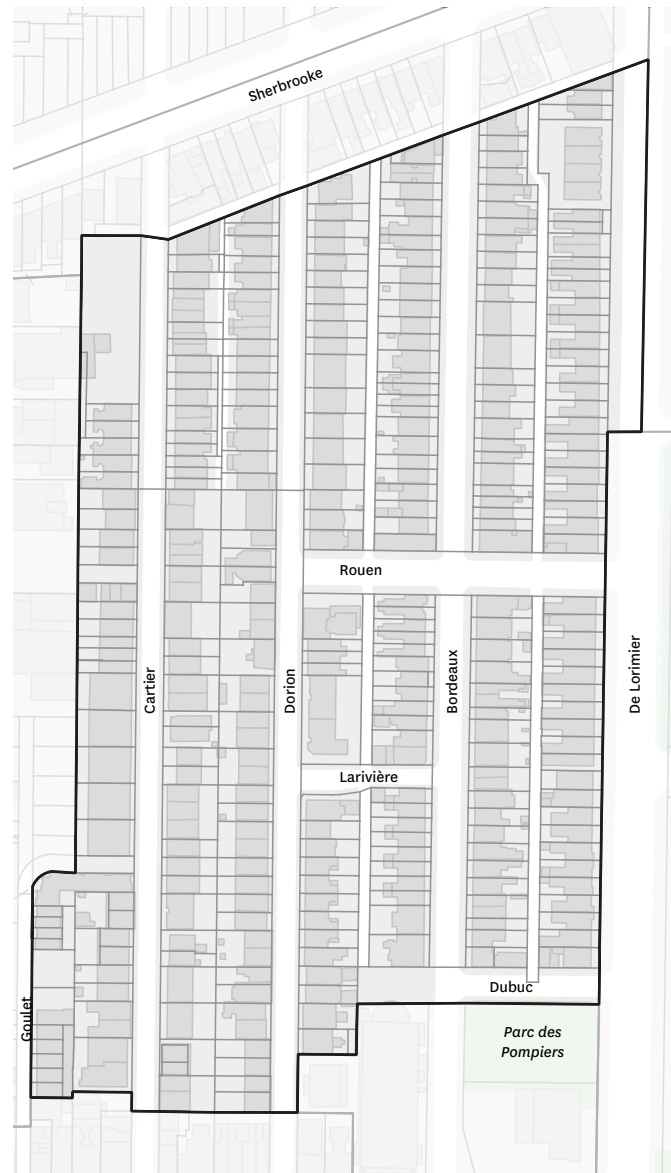 Sherbrooke
Rouen
De Lorimier
Bordeaux
Cartier
Dorion
Larivière
Dubuc
Goulet
Parc des
Pompiers